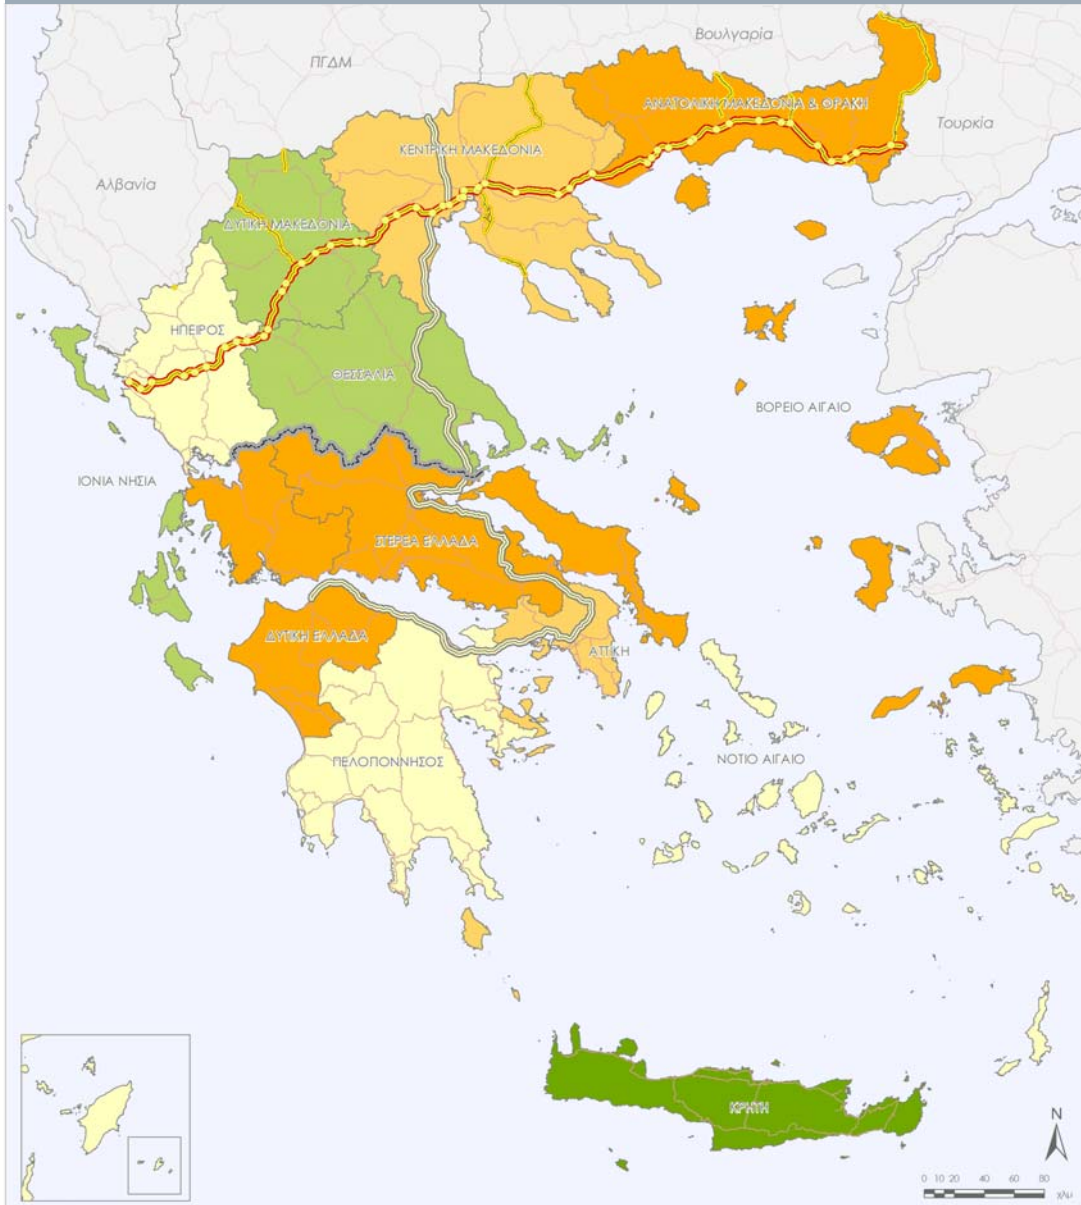 Βουλγαρία
ΠΓΔΜ
ΑΝΑΤΟΛΙΚΗ ΜΑΚΕΔΟΝΙΑ & ΘΡΑΚΗ
Τουρκία
ΚΕΝΤΡΙΚΗ ΜΑΚΕΔΟΝΙΑ
Αλβανία
ΔΥΤΙΚΗ ΜΑΚΕΔΟΝΙΑ
ΗΠΕΙΡΟΣ
ΘΕΣΣΑΛΙΑ
ΒΟΡΕΙΟ ΑΙΓΑΙΟ
ΙΟΝΙΑ ΝΗΣΙΑ
ΣΤΕΡΕΑ ΕΛΛΑΔΑ
ΔΥΤΙΚΗ ΕΛΛΑΔΑ
ΑΤΤΙΚΗ
ΝΟΤΙΟ ΑΙΓΑΙΟ
ΠΕΛΟΠΟΝΝΗΣΟΣ
ΚΡΗΤΗ
N
0 10 20 40 60 80
χλμ